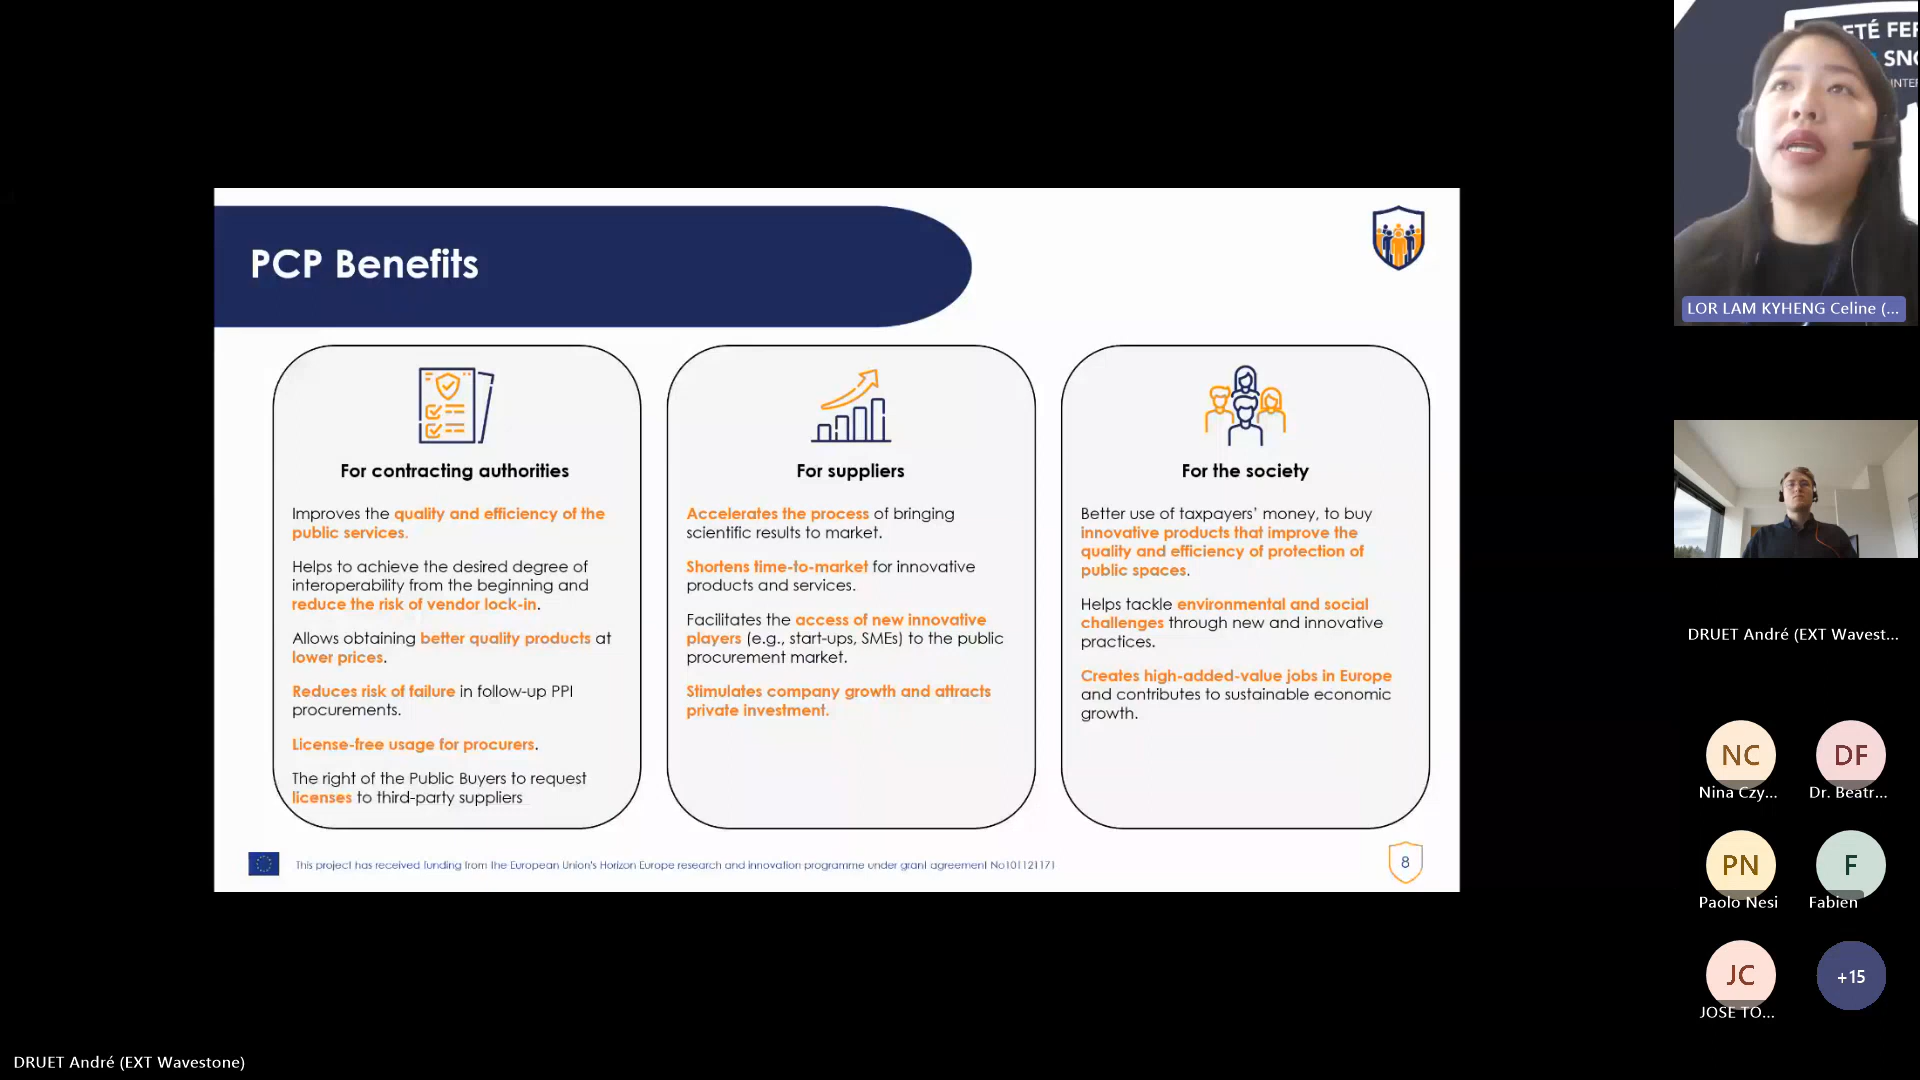 PCP Benefits
For contracting authorities
Improves the quality and efficiency of the
public services.
Helps to achieve the desired degree of
interoperability from the beginning and
reduce the risk of vendor lock-in.
Allows obtaining better quality products at
lower prices.
Reduces risk of failure in follow-up PPI
procurements.
License-free usage for procurers.
The right of the Public Buyers to request
licenses to third-party suppliers
For suppliers
Accelerates the process of bringing
scientific results to market.
Shortens time-to-market for innovative
products and services.
Facilitates the access of new innovative
players (e.g., start-ups, SMEs) to the public
procurement market.
Stimulates company growth and attracts
private investment.
For the society
Better use of taxpayers’ money, to buy
innovative products that improve the
quality and efficiency of protection of
public spaces.
Helps tackle environmental and social
challenges through new and innovative
practices.
Creates high-added-value jobs in Europe
and contributes to sustainable economic
growth.
This project has received funding from the European Union's Horizon Europe research and innovation programme under grant agreement No101121171
8
ETÉ FER
SNC
INTER
LOR LAM KYHENG Celine (...
DRUET André (EXT Wavest...
NC
Nina Czy...
DF
Dr. Beatr...
PN
Paolo Nesi
F
Fabien
JC
JOSE TO...
+15
DRUET André (EXT Wavestone)